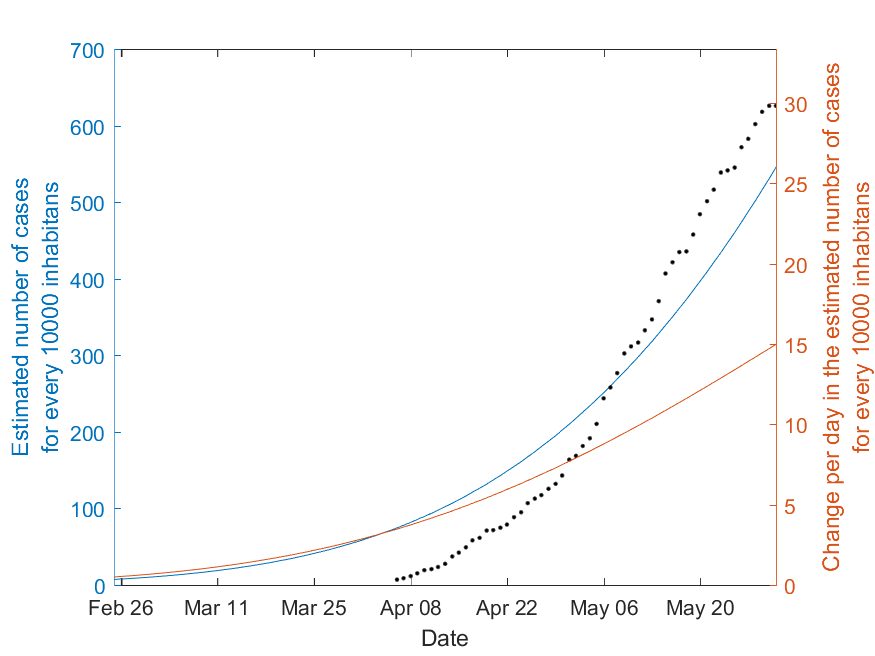 700
600
500
400
300
200
100
0
Estimated number of cases
for every 10000 inhabitans
30
25
20
15
10
5
0
Change per day in the estimated number of cases
for every 10000 inhabitans
Feb 26
Mar 11
Mar 25
Apr 08
Apr 22
May 06
May 20
Date